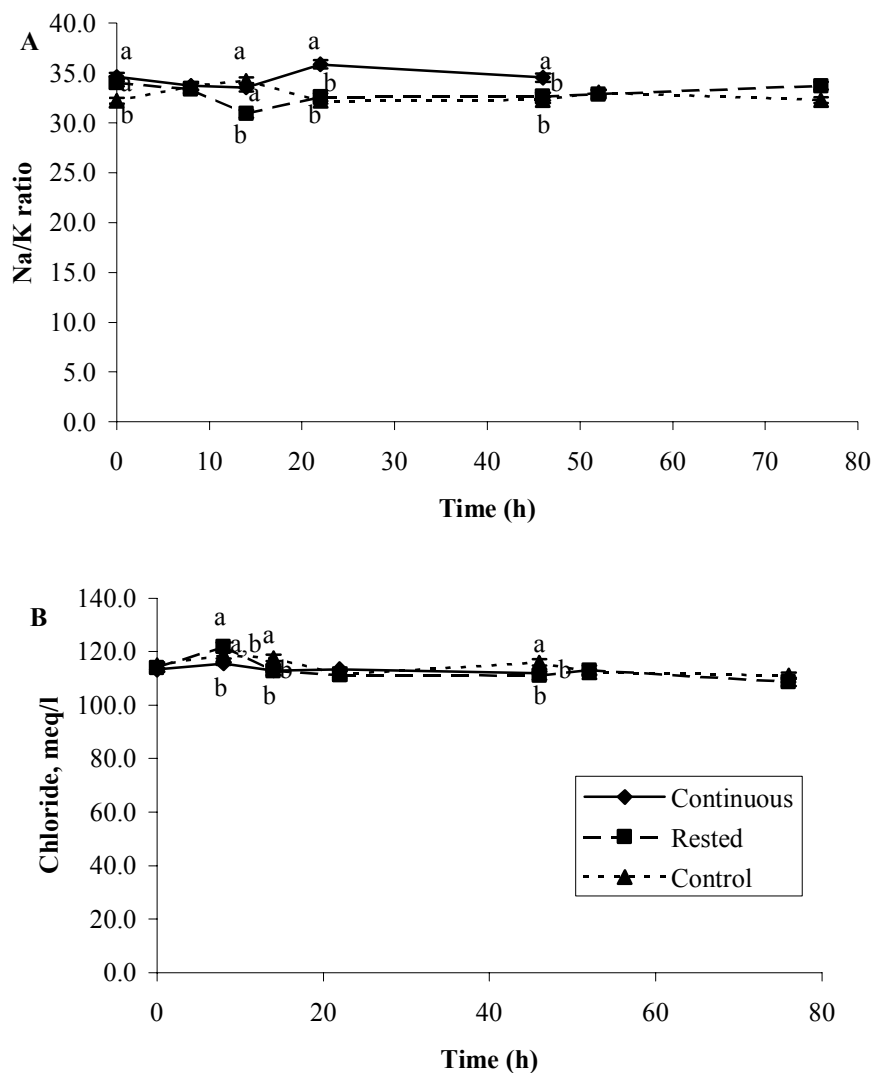 A
40.0
35.0
30.0
25.0
20.0
15.0
10.0
5.0
0.0
Na/K ratio
a
a
b
a
a
b
a
b
b
a
b
b
0 10 20 30 40 50 60 70 80
Time (h)
B
140.0
120.0
100.0
80.0
60.0
40.0
20.0
0.0
Chloride, meq/l
a
a,b
b
a
b
b
a
b
b
Continuous
Rested
Control
0 20 40 60 80
Time (h)